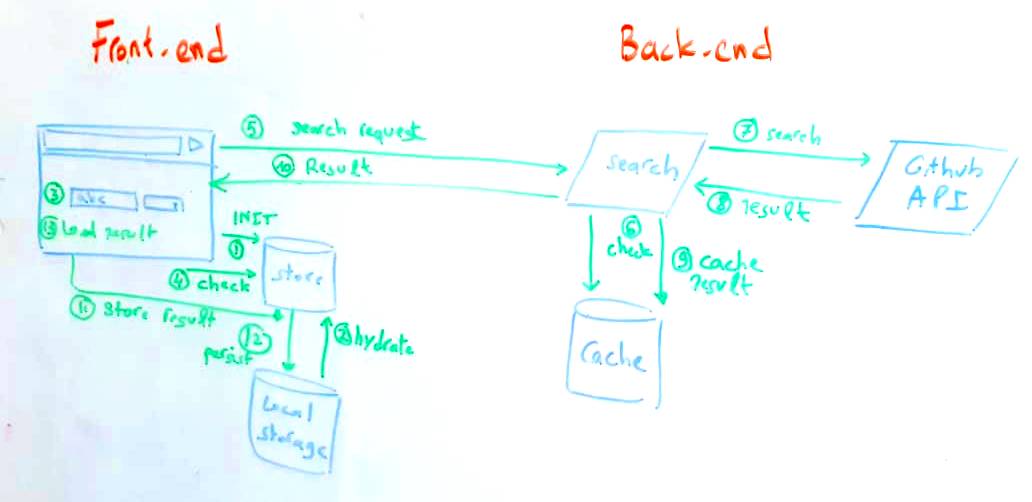 Front-end
Back-end
⑤ search request
⑩ Result
⑦ search
search
Github
API
⑧ result
③ abc
⑬ Load result
INIT
①
④ check
store
⑥
check
⑨ cache
result
⑪ store result
⑫
persist
② hydrate
Cache
Local
storage